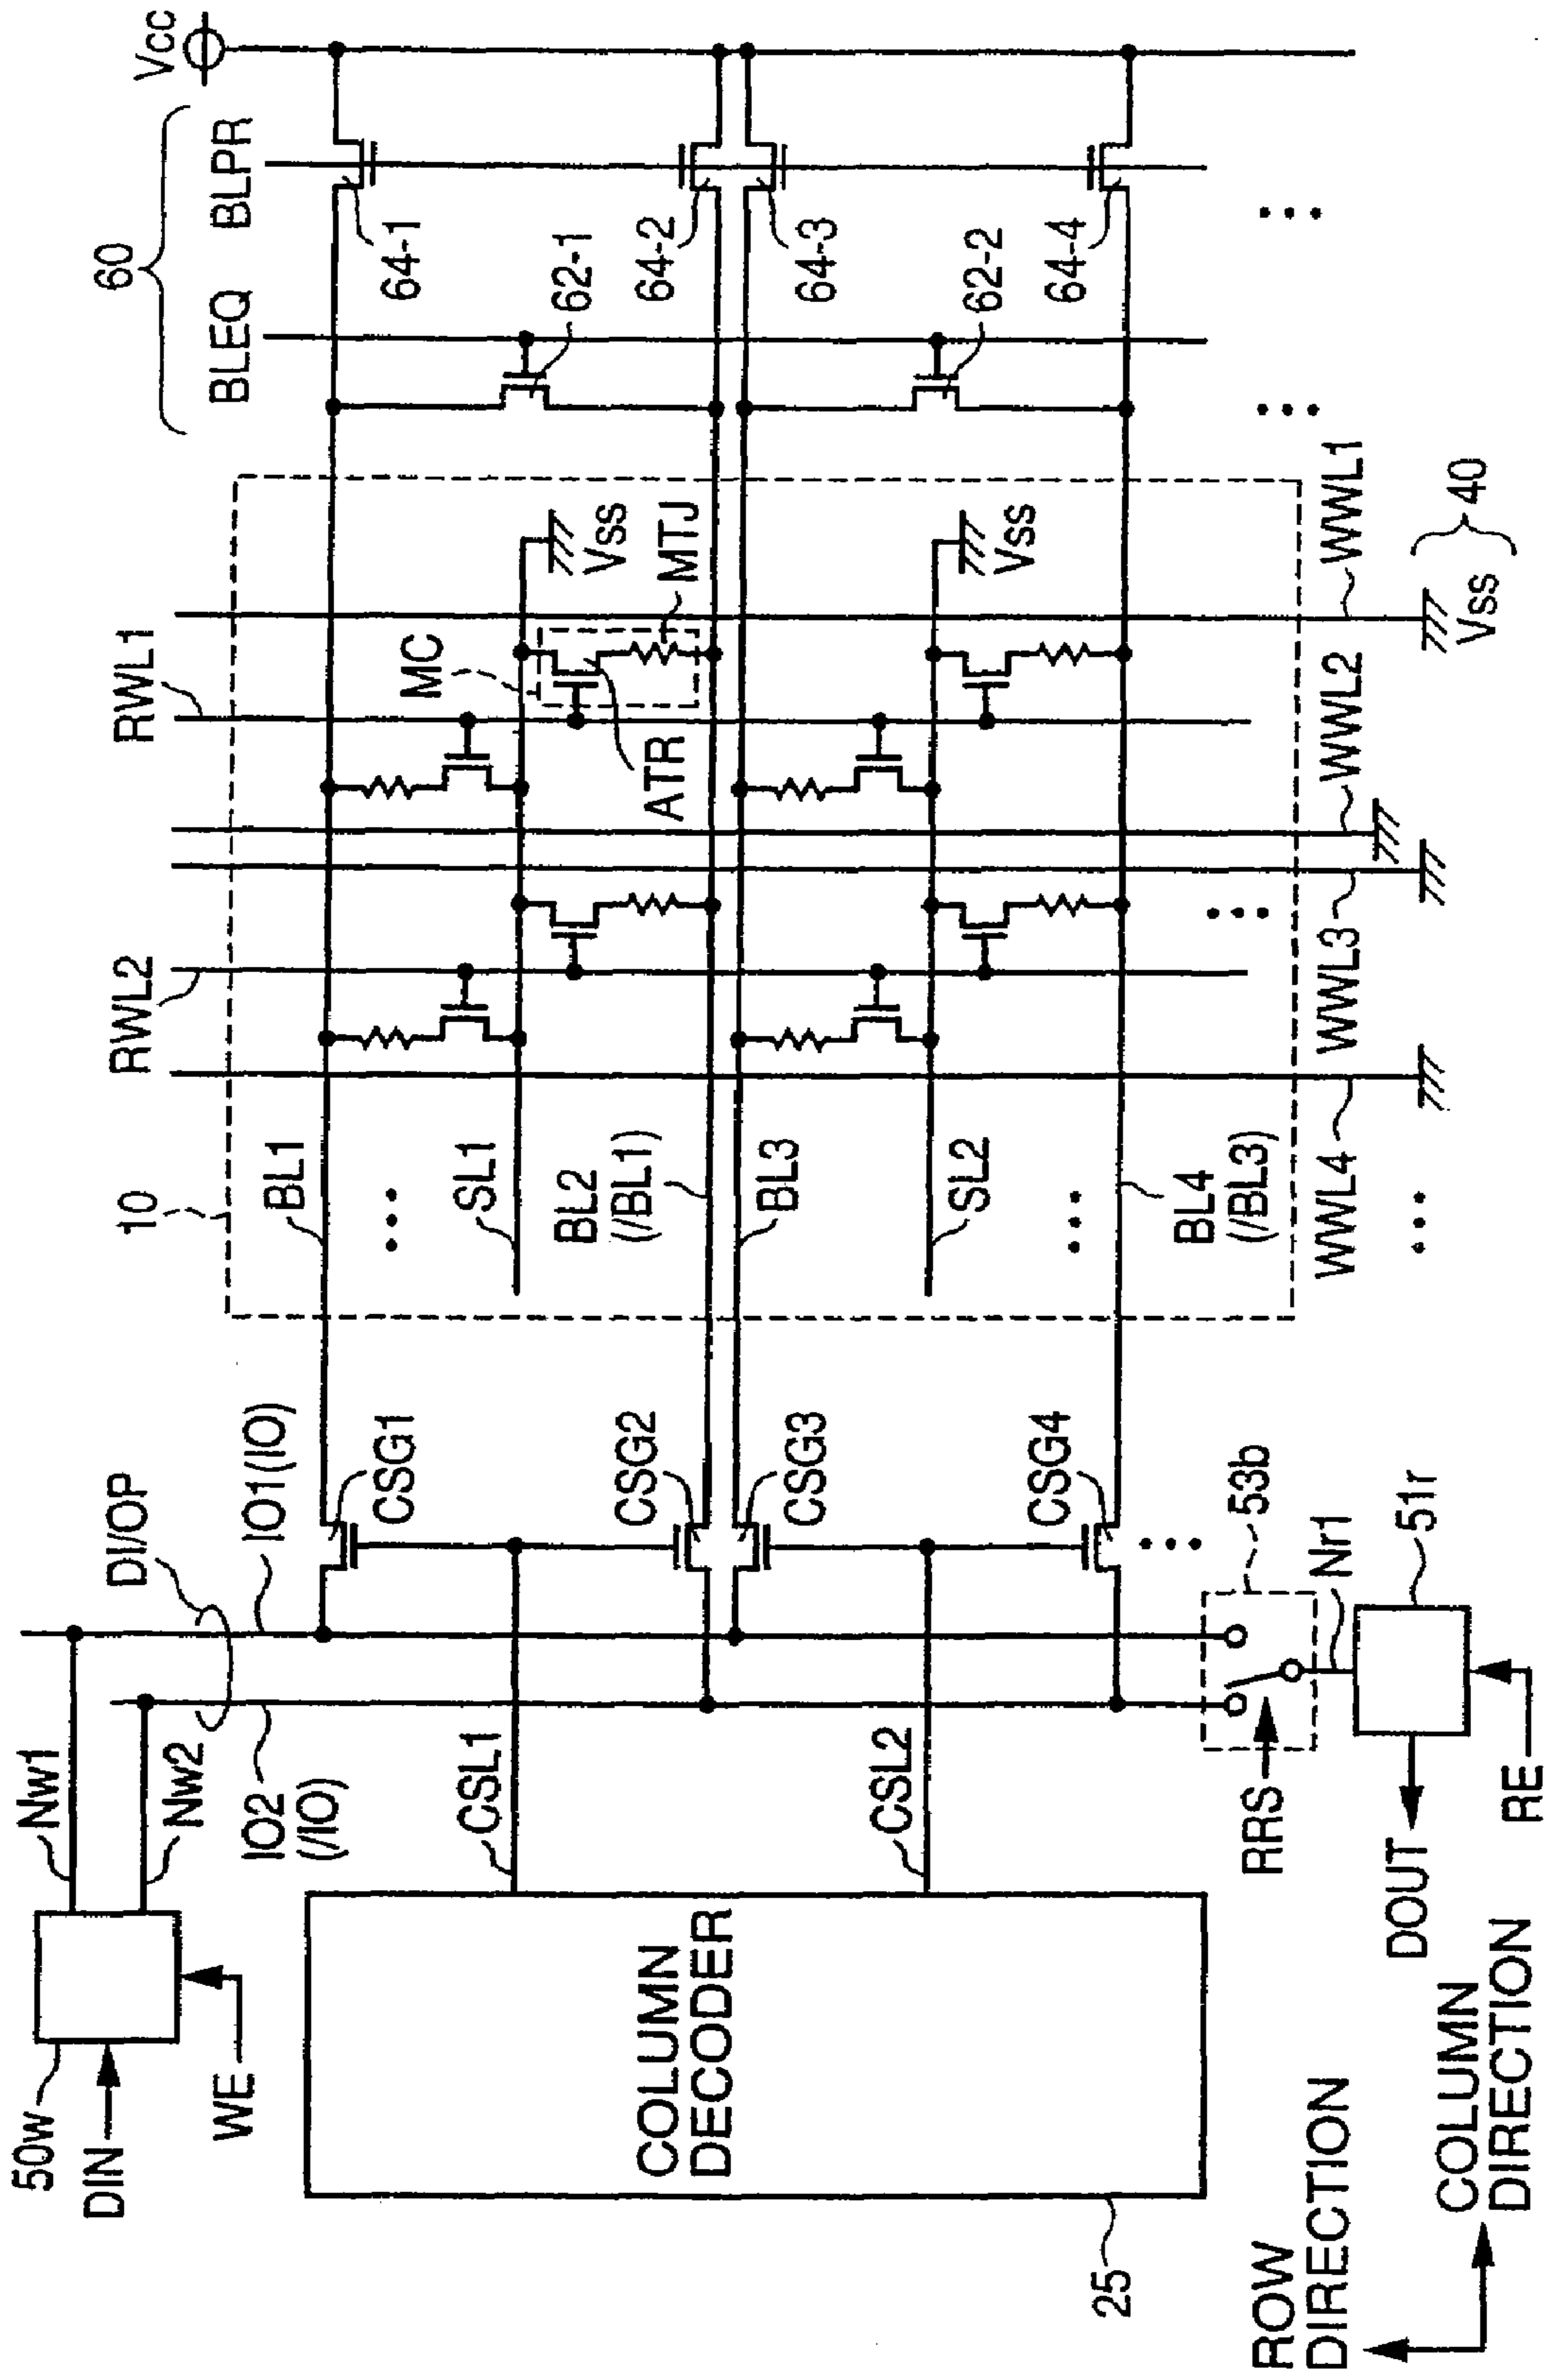 60
BLEQ
BLPR
Vcc
64-1
62-1
64-2
64-3
62-2
64-4
10
RWL2
RWL1
BL1
SL1
BL2
(/BL1)
BL3
SL2
BL4
(/BL3)
MC
ATR
MTJ
Vss
Vss
WWL4
WWL3
WWL2
WWL1
Vss
40
50w
DIN
WE
Nw1
Nw2
DI/OP
IO1(IO)
IO2
(/IO)
CSG1
CSG2
CSG3
CSG4
CSL1
CSL2
COLUMN
DECODER
25
53b
RRS
Nr1
51r
DOUT
RE
ROW
DIRECTION
COLUMN
DIRECTION